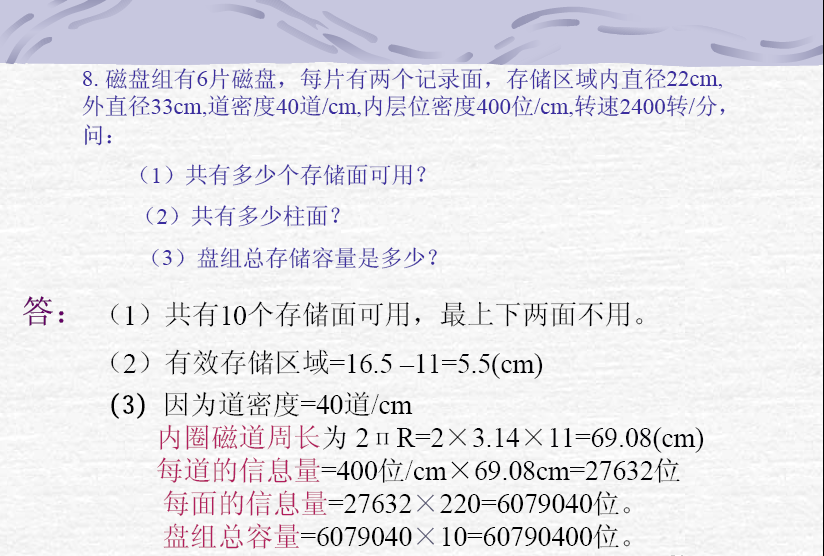 8. 磁盘组有6片磁盘，每片有两个记录面，存储区域内直径22cm,
外直径33cm,道密度40道/cm,内层位密度400位/cm,转速2400转/分，
问：
（1）共有多少个存储面可用？
（2）共有多少柱面？
（3）盘组总存储容量是多少？
答：（1）共有10个存储面可用，最上下两面不用。
（2）有效存储区域=16.5 –11=5.5(cm)
（3）因为道密度=40道/cm
内圈磁道周长为 2πR=2×3.14×11=69.08(cm)
每道的信息量=400位/cm×69.08cm=27632位
每面的信息量=27632×220=6079040位。
盘组总容量=6079040×10=60790400位。